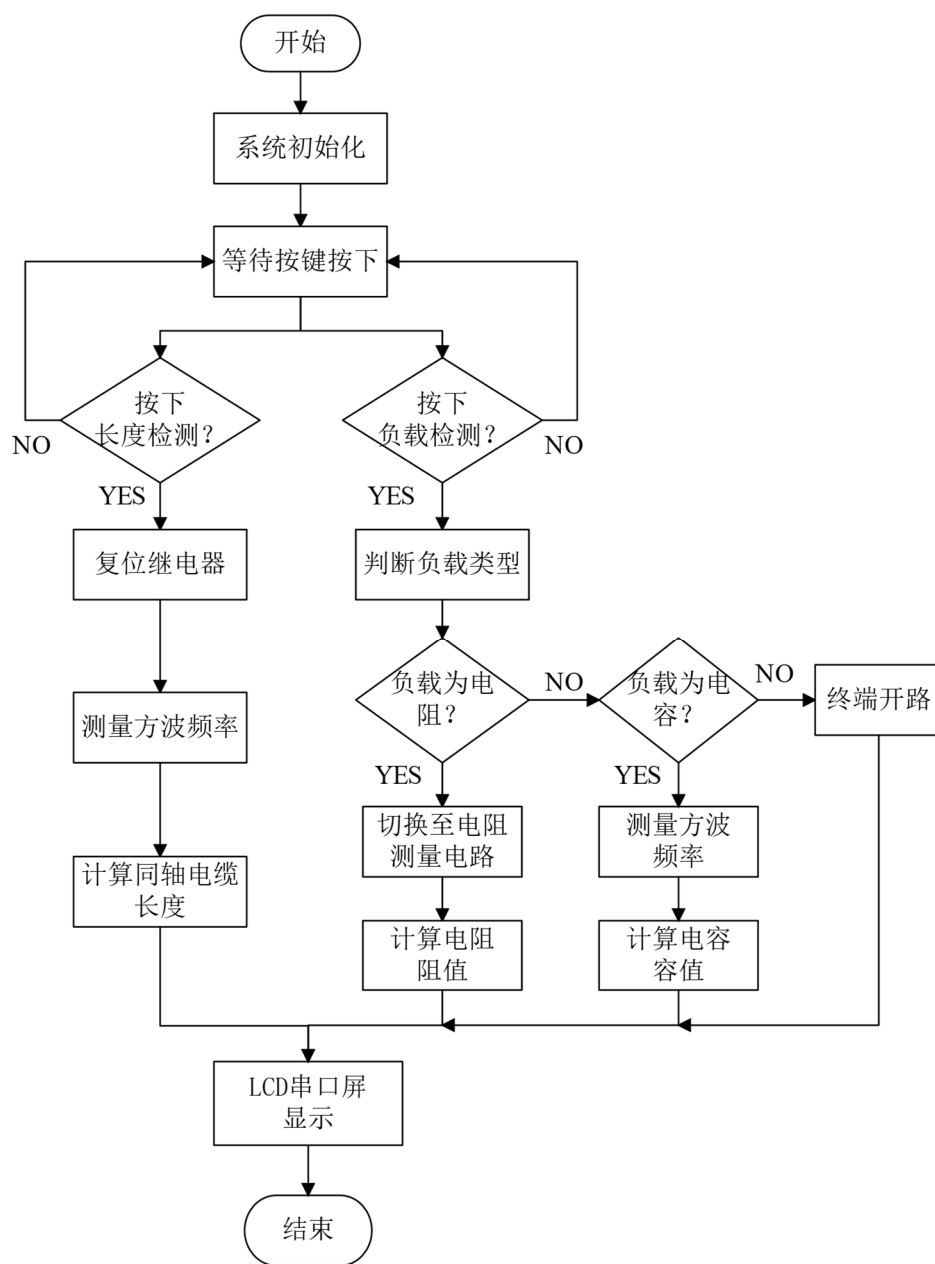 开始
系统初始化
等待按键按下
按下
长度检测?
NO
YES
按下
负载检测?
NO
YES
复位继电器
判断负载类型
测量方波频率
负载为电
阻?
NO
YES
负载为电
容?
NO
YES
终端开路
计算同轴电缆
长度
切换至电阻
测量电路
测量方波
频率
计算电阻
阻值
计算电容
容值
LCD串口屏
显示
结束